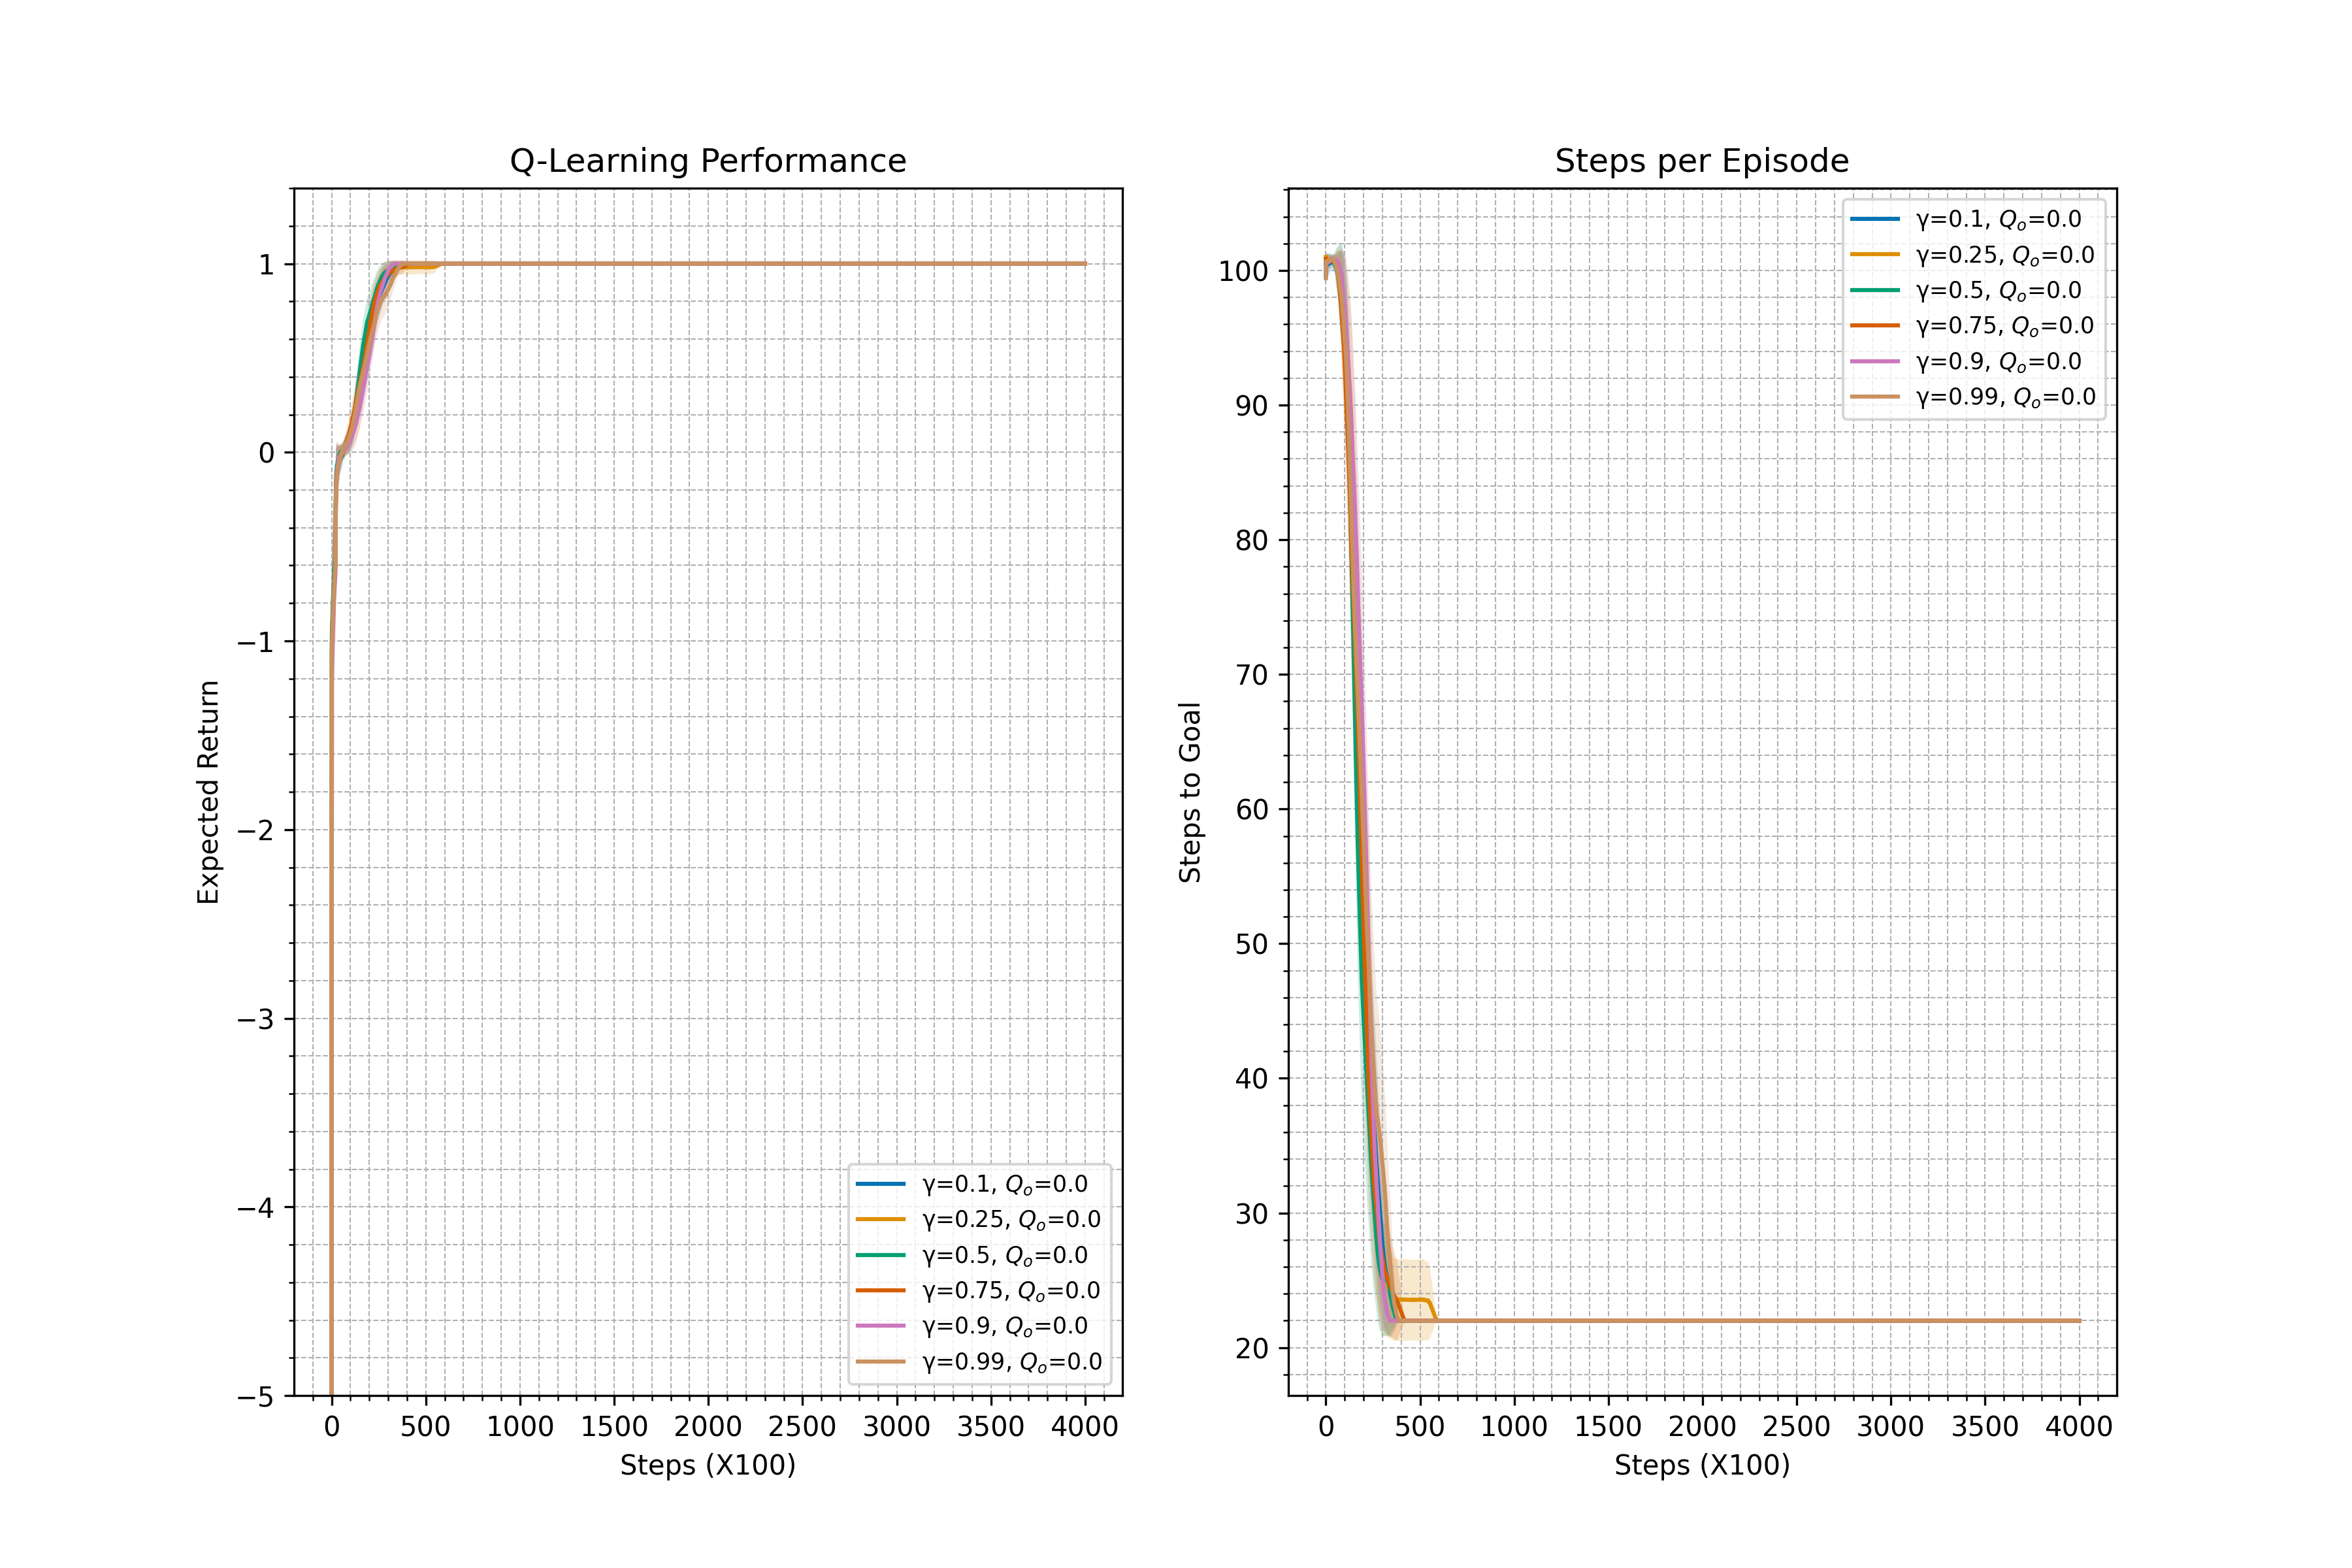 Q-Learning Performance
1
0
−1
−2
−3
−4
−5
Expected Return
γ=0.1, Qo=0.0
γ=0.25, Qo=0.0
γ=0.5, Qo=0.0
γ=0.75, Qo=0.0
γ=0.9, Qo=0.0
γ=0.99, Qo=0.0
0 500 1000 1500 2000 2500 3000 3500 4000
Steps (X100)
Steps per Episode
100
90
80
70
60
50
40
30
20
Steps to Goal
γ=0.1, Qo=0.0
γ=0.25, Qo=0.0
γ=0.5, Qo=0.0
γ=0.75, Qo=0.0
γ=0.9, Qo=0.0
γ=0.99, Qo=0.0
0 500 1000 1500 2000 2500 3000 3500 4000
Steps (X100)